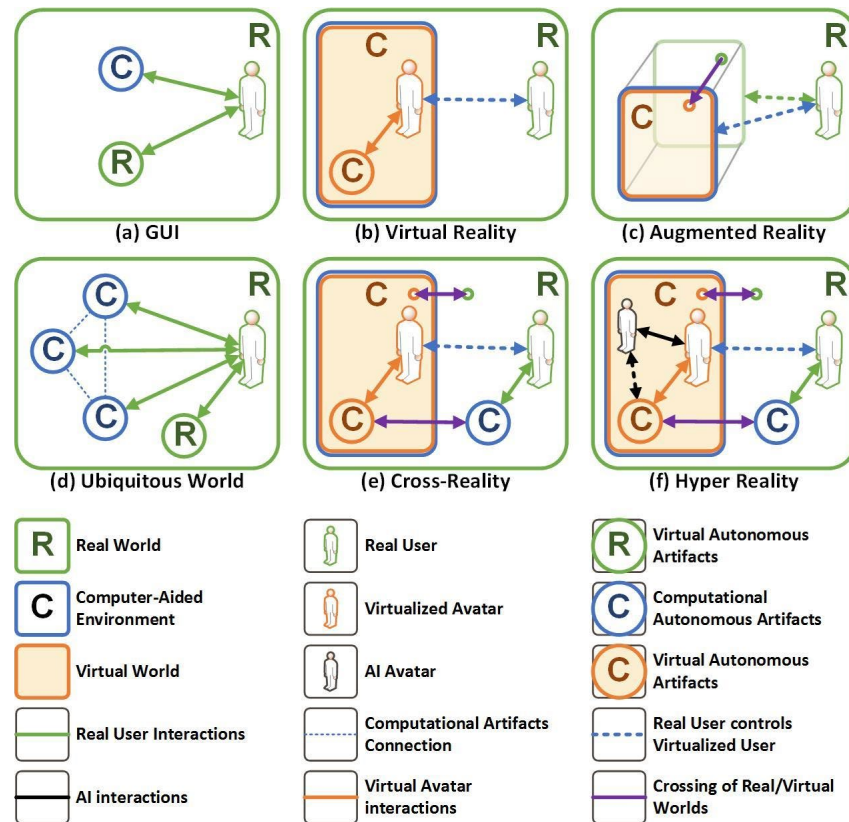 R
C
R
(a) GUI
R
C
C
(b) Virtual Reality
R
C
(c) Augmented Reality
R
C
C
C
R
(d) Ubiquitous World
R
C
C
C
(e) Cross-Reality
R
C
C
C
(f) Hyper Reality
R
Real World
Real User
R
Virtual Autonomous
Artifacts
C
Computer-Aided
Environment
Virtualized Avatar
C
Computational
Autonomous Artifacts
Virtual World
AI Avatar
C
Virtual Autonomous
Artifacts
Real User Interactions
Computational Artifacts
Connection
Real User controls
Virtualized User
AI interactions
Virtual Avatar
interactions
Crossing of Real/Virtual
Worlds